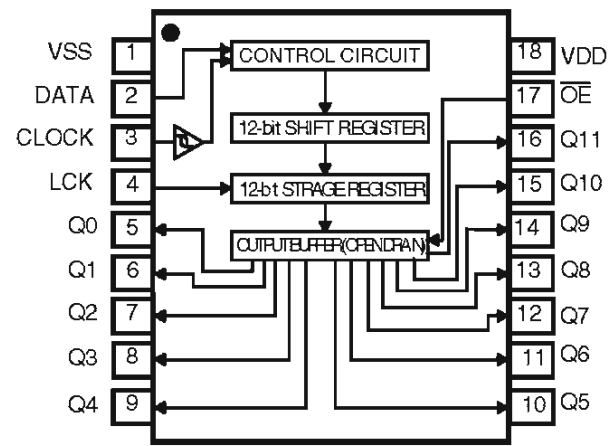 VSS 1
DATA 2
CLOCK 3
LCK 4
Q0 5
Q1 6
Q2 7
Q3 8
Q4 9
CONTROL CIRCUIT
12-bit SHIFT REGISTER
12-bit STRAGE REGISTER
OUTPUTBUFFER(OPENDRAN)
18 VDD
17 OE
16 Q11
15 Q10
14 Q9
13 Q8
12 Q7
11 Q6
10 Q5